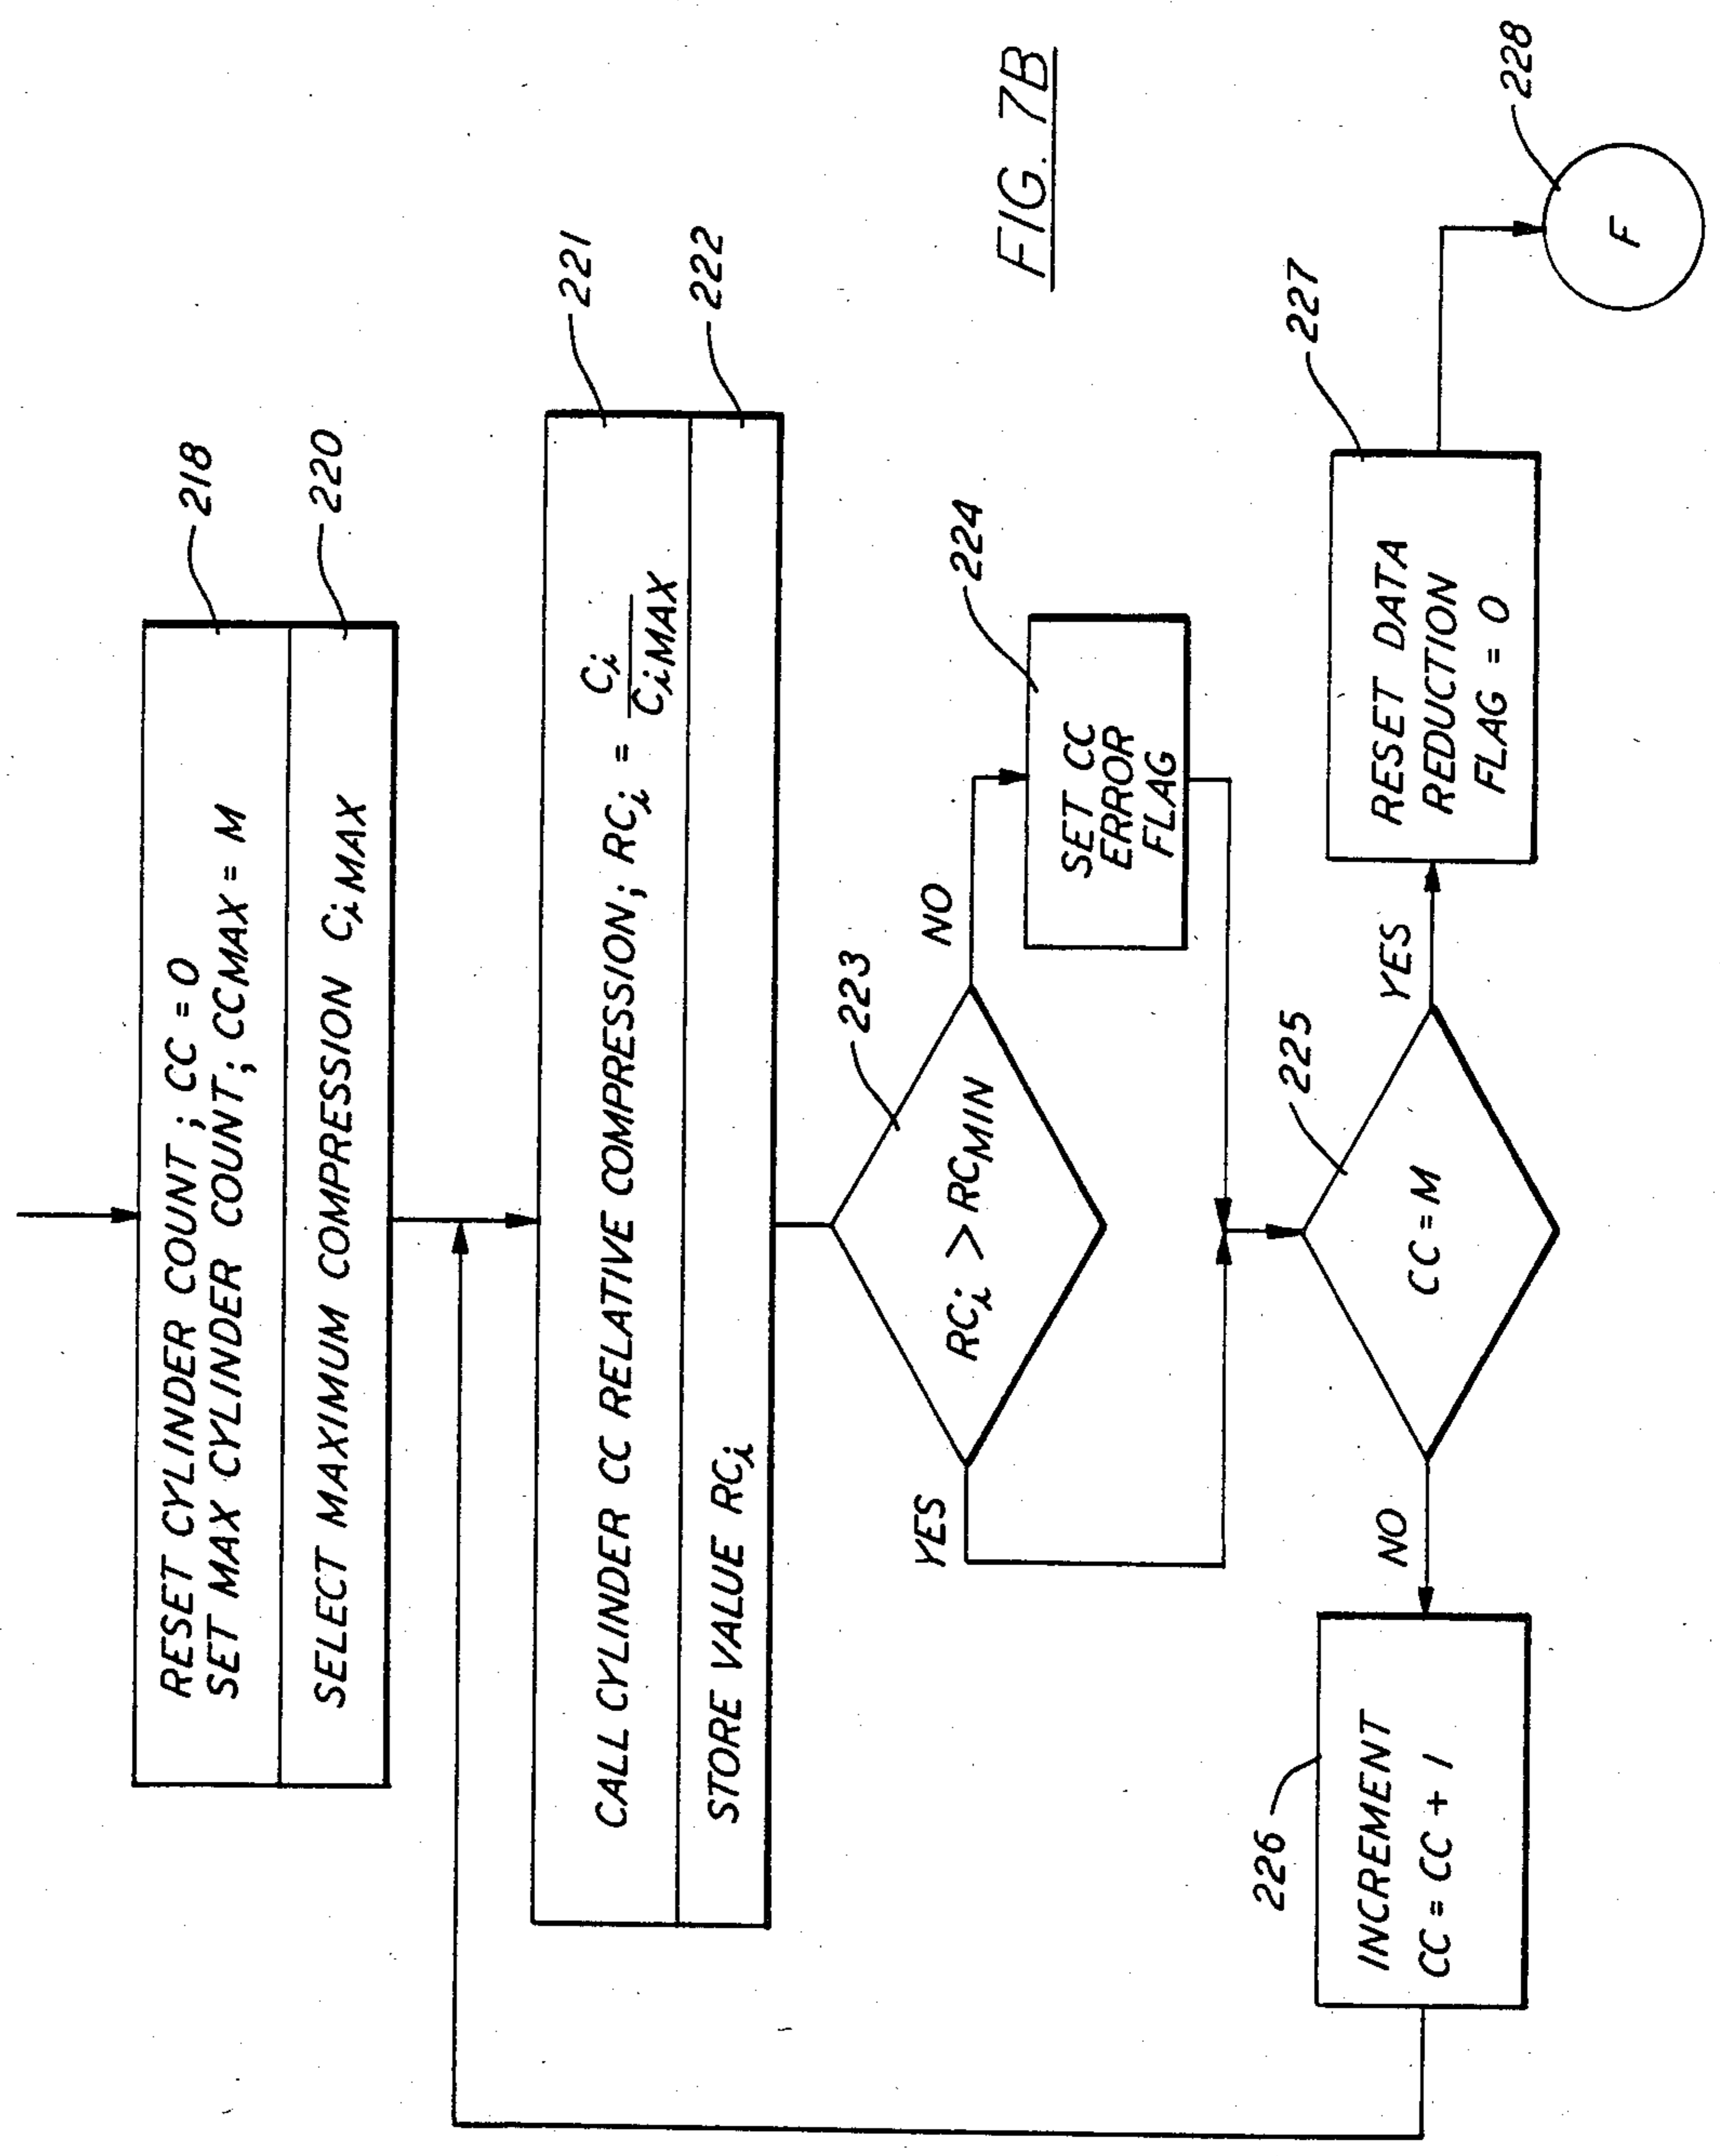 218
RESET CYLINDER COUNT; CC = 0
SET MAX CYLINDER COUNT; CCMAX = M
220
SELECT MAXIMUM COMPRESSION CiMAX
221
CALL CYLINDER CC RELATIVE COMPRESSION; RCi = Ci / CiMAX
222
STORE VALUE RCi
223
RCi > RCMIN
YES
NO
224
SET CC
ERROR
FLAG
225
CC = M
NO
YES
226
INCREMENT
CC = CC + 1
227
RESET DATA
REDUCTION
FLAG = 0
228
F
FIG. 7B